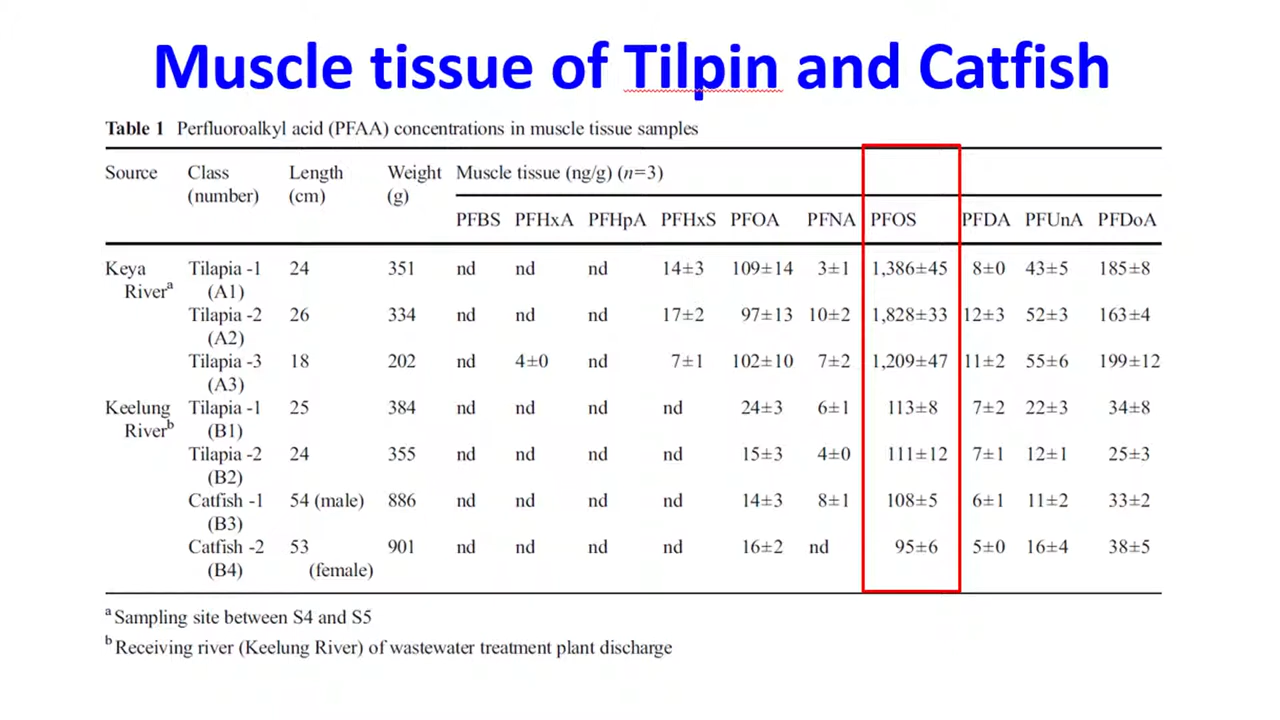 Muscle tissue of Tilpin and Catfish
Table 1 Perfluoroalkyl acid (PFAA) concentrations in muscle tissue samples
Source Class Length Weight Muscle tissue (ng/g) (n=3)
(number) (cm) (g)
PFBS PFHxA PFHpA PFHxS PFOA PFNA PFOS PFDA PFUnA PFDoA
Keya Tilapia -1 24 351 nd nd nd 14±3 109±14 3±1 1,386±45 8±0 43±5 185±8
Riverᵃ (A1)
Tilapia -2 26 334 nd nd nd 17±2 97±13 10±2 1,828±33 12±3 52±3 163±4
(A2)
Tilapia -3 18 202 nd 4±0 nd 7±1 102±10 7±2 1,209±47 11±2 55±6 199±12
(A3)
Keelung Tilapia -1 25 384 nd nd nd nd 24±3 6±1 113±8 7±2 22±3 34±8
Riverᵇ (B1)
Tilapia -2 24 355 nd nd nd nd 15±3 4±0 111±12 7±1 12±1 25±3
(B2)
Catfish -1 54 (male) 886 nd nd nd nd 14±3 8±1 108±5 6±1 11±2 33±2
(B3)
Catfish -2 53 901 nd nd nd nd 16±2 nd 95±6 5±0 16±4 38±5
(B4) (female)
ᵃ Sampling site between S4 and S5
ᵇ Receiving river (Keelung River) of wastewater treatment plant discharge